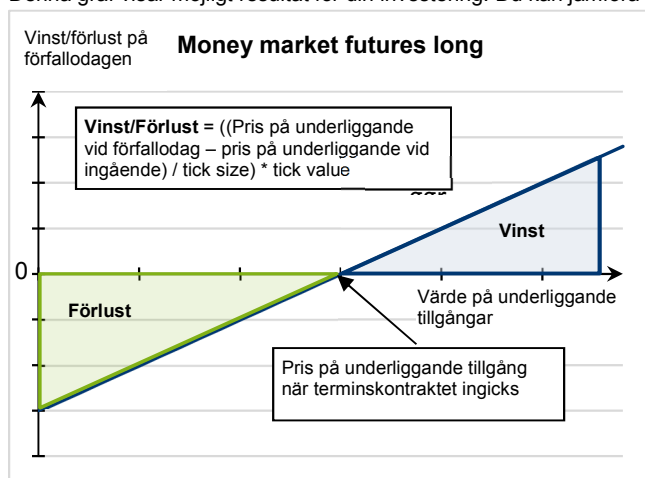 Vinst/förlust på
förfallodagen
Money market futures long
Vinst/Förlust = ((Pris på underliggande
vid förfallodag – pris på underliggande vid
ingående) / tick size) * tick value
Vinst
0
Värde på underliggande
tillgångar
Förlust
Pris på underliggande tillgång
när terminskontraktet ingicks